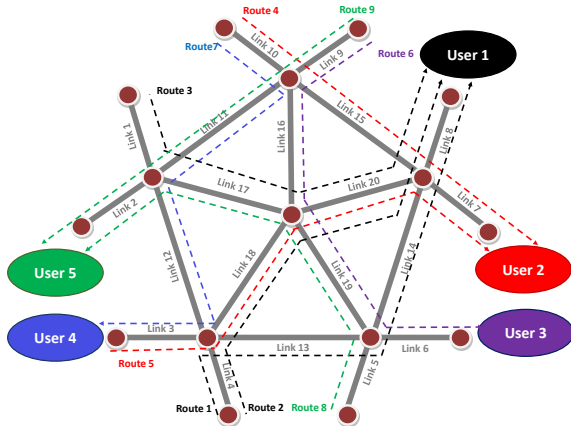 Route 4
Route 9
Route7
Link 10
Link 9
Route 6
User 1
Route 3
Link 1
Link 11
Link 16
Link 15
Link 8
Link 2
Link 17
Link 20
Link 7
User 5
Link 12
Link 18
Link 19
Link 14
User 2
User 4
Link 3
Link 13
Link 6
User 3
Route 5
Link 4
Link 5
Route 1
Route 2
Route 8